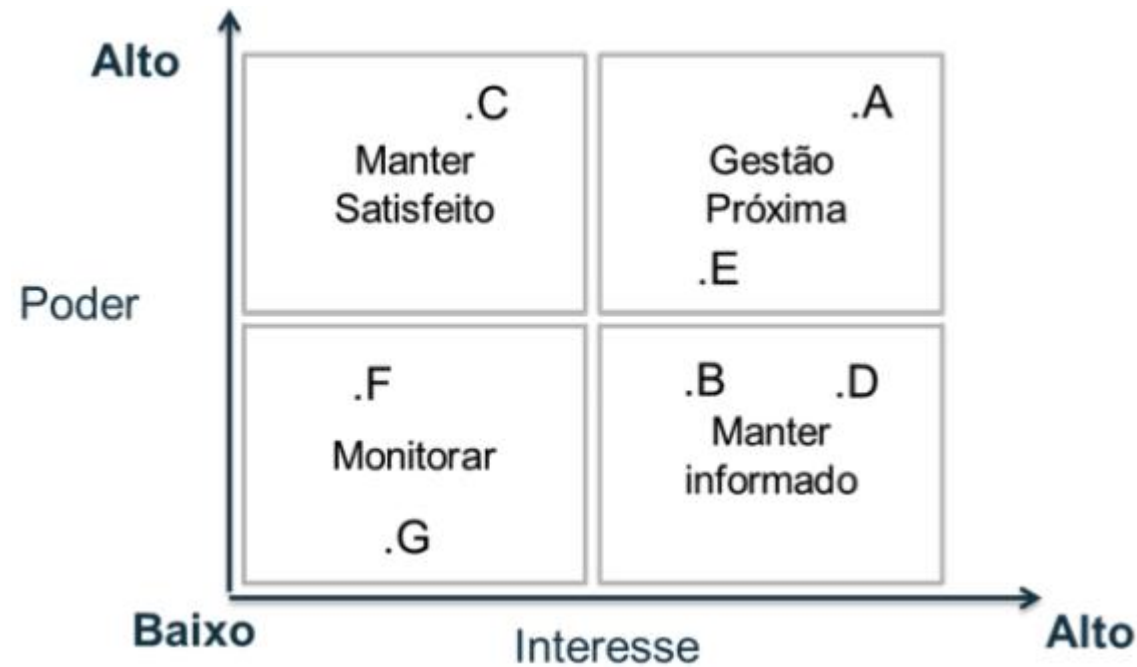 Alto
.C
.A
Manter
Satisfeito
Gestão
Próxima
.E
Poder
.F
.B
.D
Monitorar
Manter
informado
.G
Baixo
Interesse
Alto